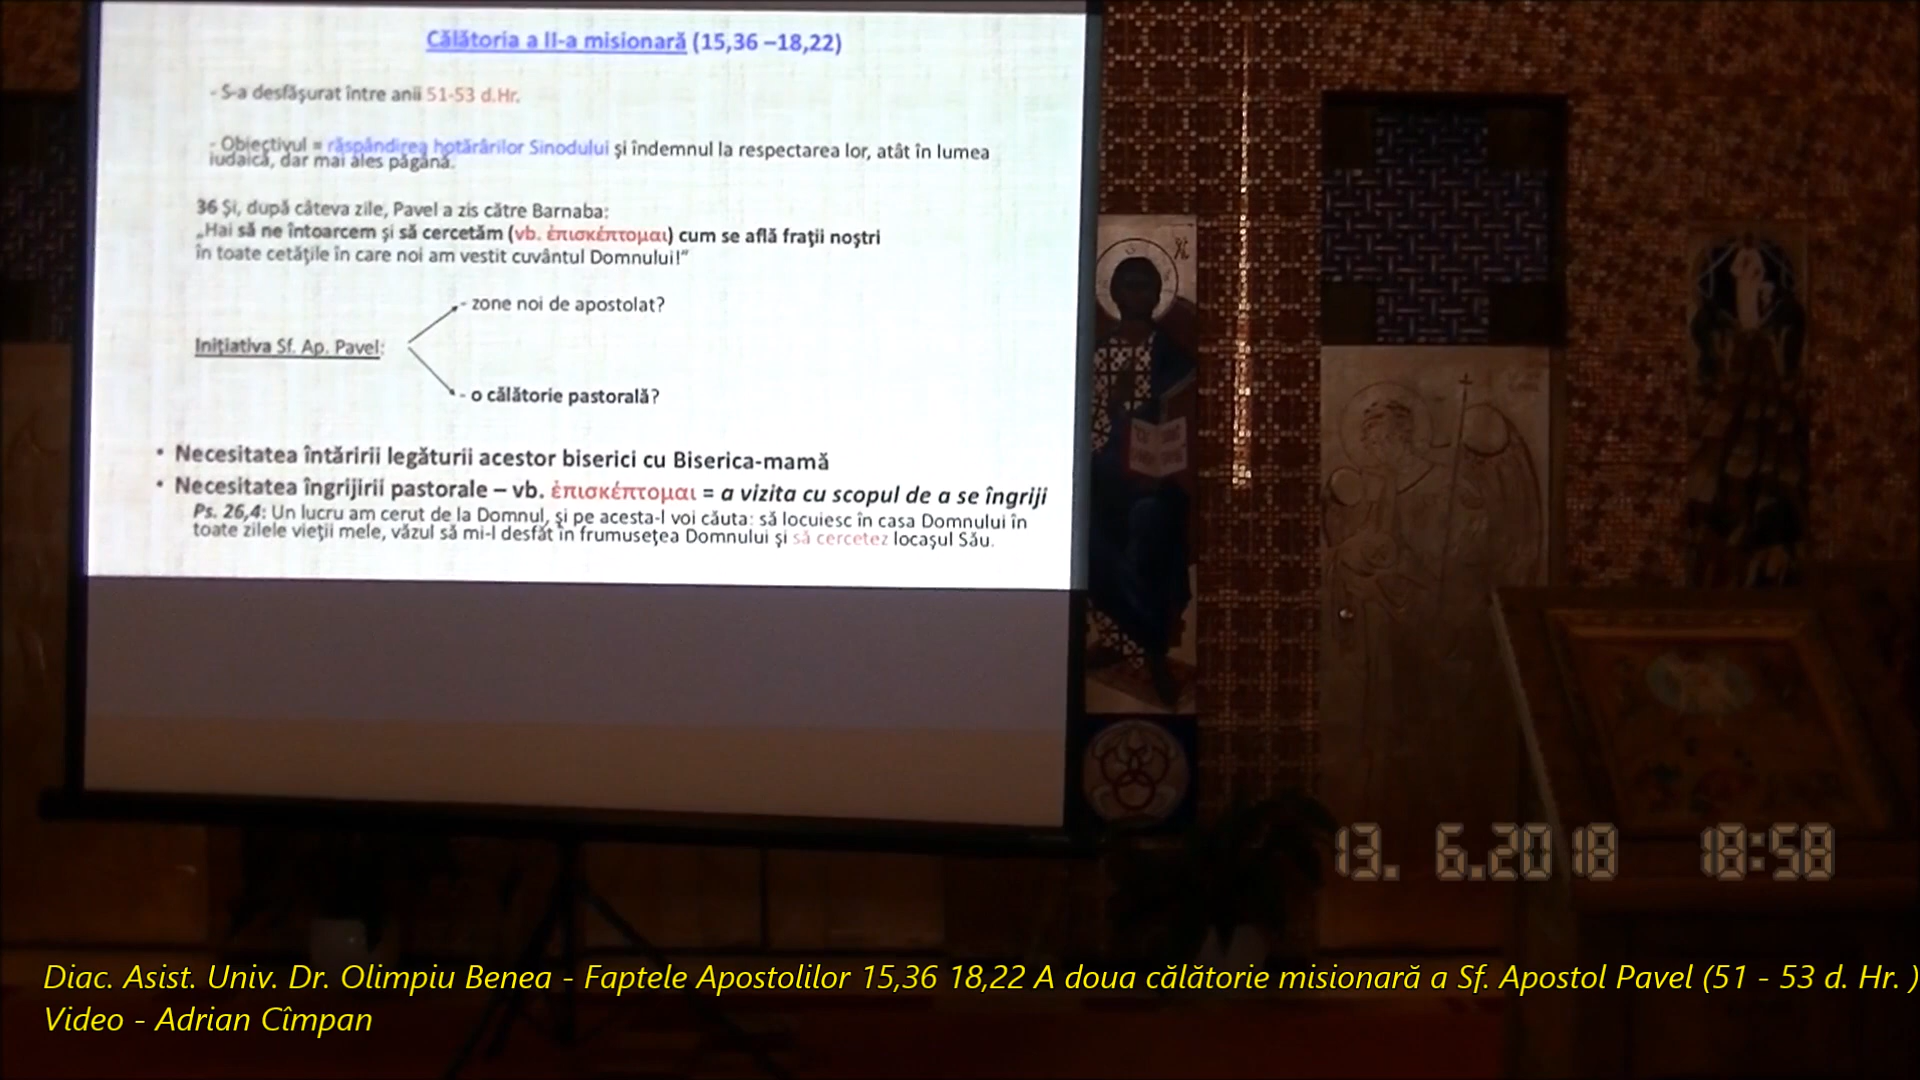 Călătoria a II-a misionară (15,36 –18,22)
- S-a desfăşurat între anii 51-53 d.Hr.
- Obiectivul = răspândirea hotărârilor Sinodului şi îndemnul la respectarea lor, atât în lumea
iudaică, dar mai ales păgână.
36 Şi, după câteva zile, Pavel a zis către Barnaba:
„Hai să ne întoarcem şi să cercetăm (vb. ἐπισκέπτομαι) cum se află fraţii noştri
în toate cetăţile în care noi am vestit cuvântul Domnului!“
- zone noi de apostolat?
Iniţiativa Sf. Ap. Pavel:
- o călătorie pastorală?
• Necesitatea întăririi legăturii acestor biserici cu Biserica-mamă
• Necesitatea îngrijirii pastorale – vb. ἐπισκέπτομαι = a vizita cu scopul de a se îngriji
Ps. 26,4: Un lucru am cerut de la Domnul, şi pe acesta-l voi căuta: să locuiesc în casa Domnului în
toate zilele vieţii mele, văzul să mi-l desfăt în frumuseţea Domnului şi să cercetez locaşul Său.
13. 6.2018 18:58
Diac. Asist. Univ. Dr. Olimpiu Benea - Faptele Apostolilor 15,36 18,22 A doua călătorie misionară a Sf. Apostol Pavel (51 - 53 d. Hr. )
Video - Adrian Cîmpan